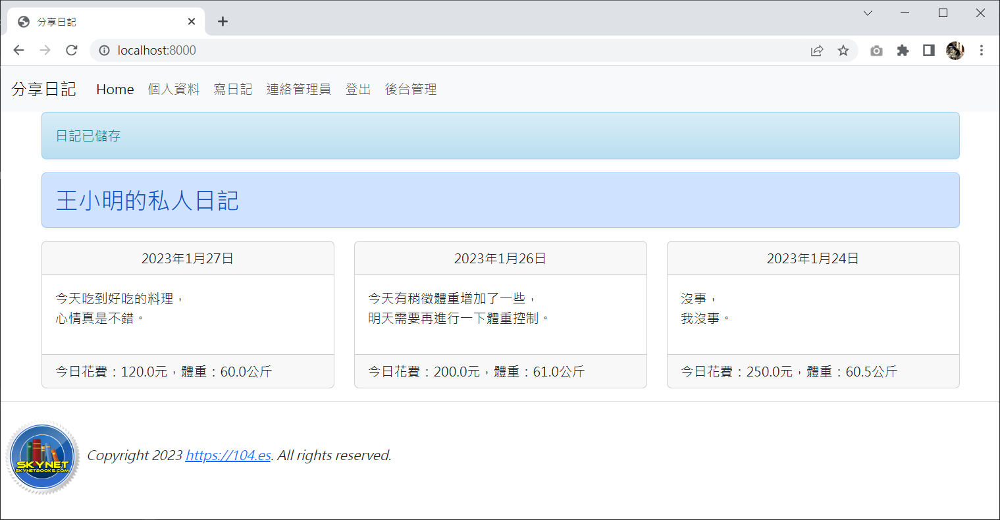 分享日記
localhost:8000
分享日記 Home 個人資料 寫日記 連絡管理員 登出 後台管理
日記已儲存
王小明的私人日記
2023年1月27日
今天吃到好吃的料理，
心情真是不錯。
今日花費：120.0元，體重：60.0公斤
2023年1月26日
今天有稍徵體重增加了一些，
明天需要再進行一下體重控制。
今日花費：200.0元，體重：61.0公斤
2023年1月24日
沒事，
我沒事。
今日花費：250.0元，體重：60.5公斤
SKYNET
SKYNETBOOKS.COM
Copyright 2023 https://104.es. All rights reserved.